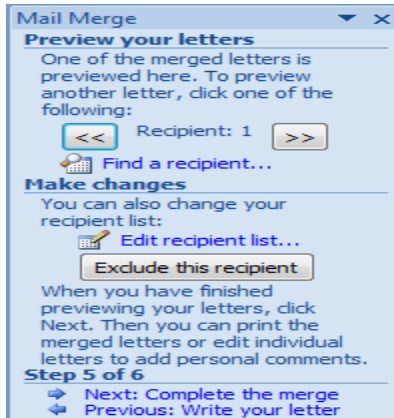 Mail Merge
Preview your letters
One of the merged letters is
previewed here. To preview
another letter, click one of the
following:
<< Recipient: 1 >>
Find a recipient...
Make changes
You can also change your
recipient list:
Edit recipient list...
Exclude this recipient
When you have finished
previewing your letters, click
Next. Then you can print the
merged letters or edit individual
letters to add personal comments.
Step 5 of 6
Next: Complete the merge
Previous: Write your letter